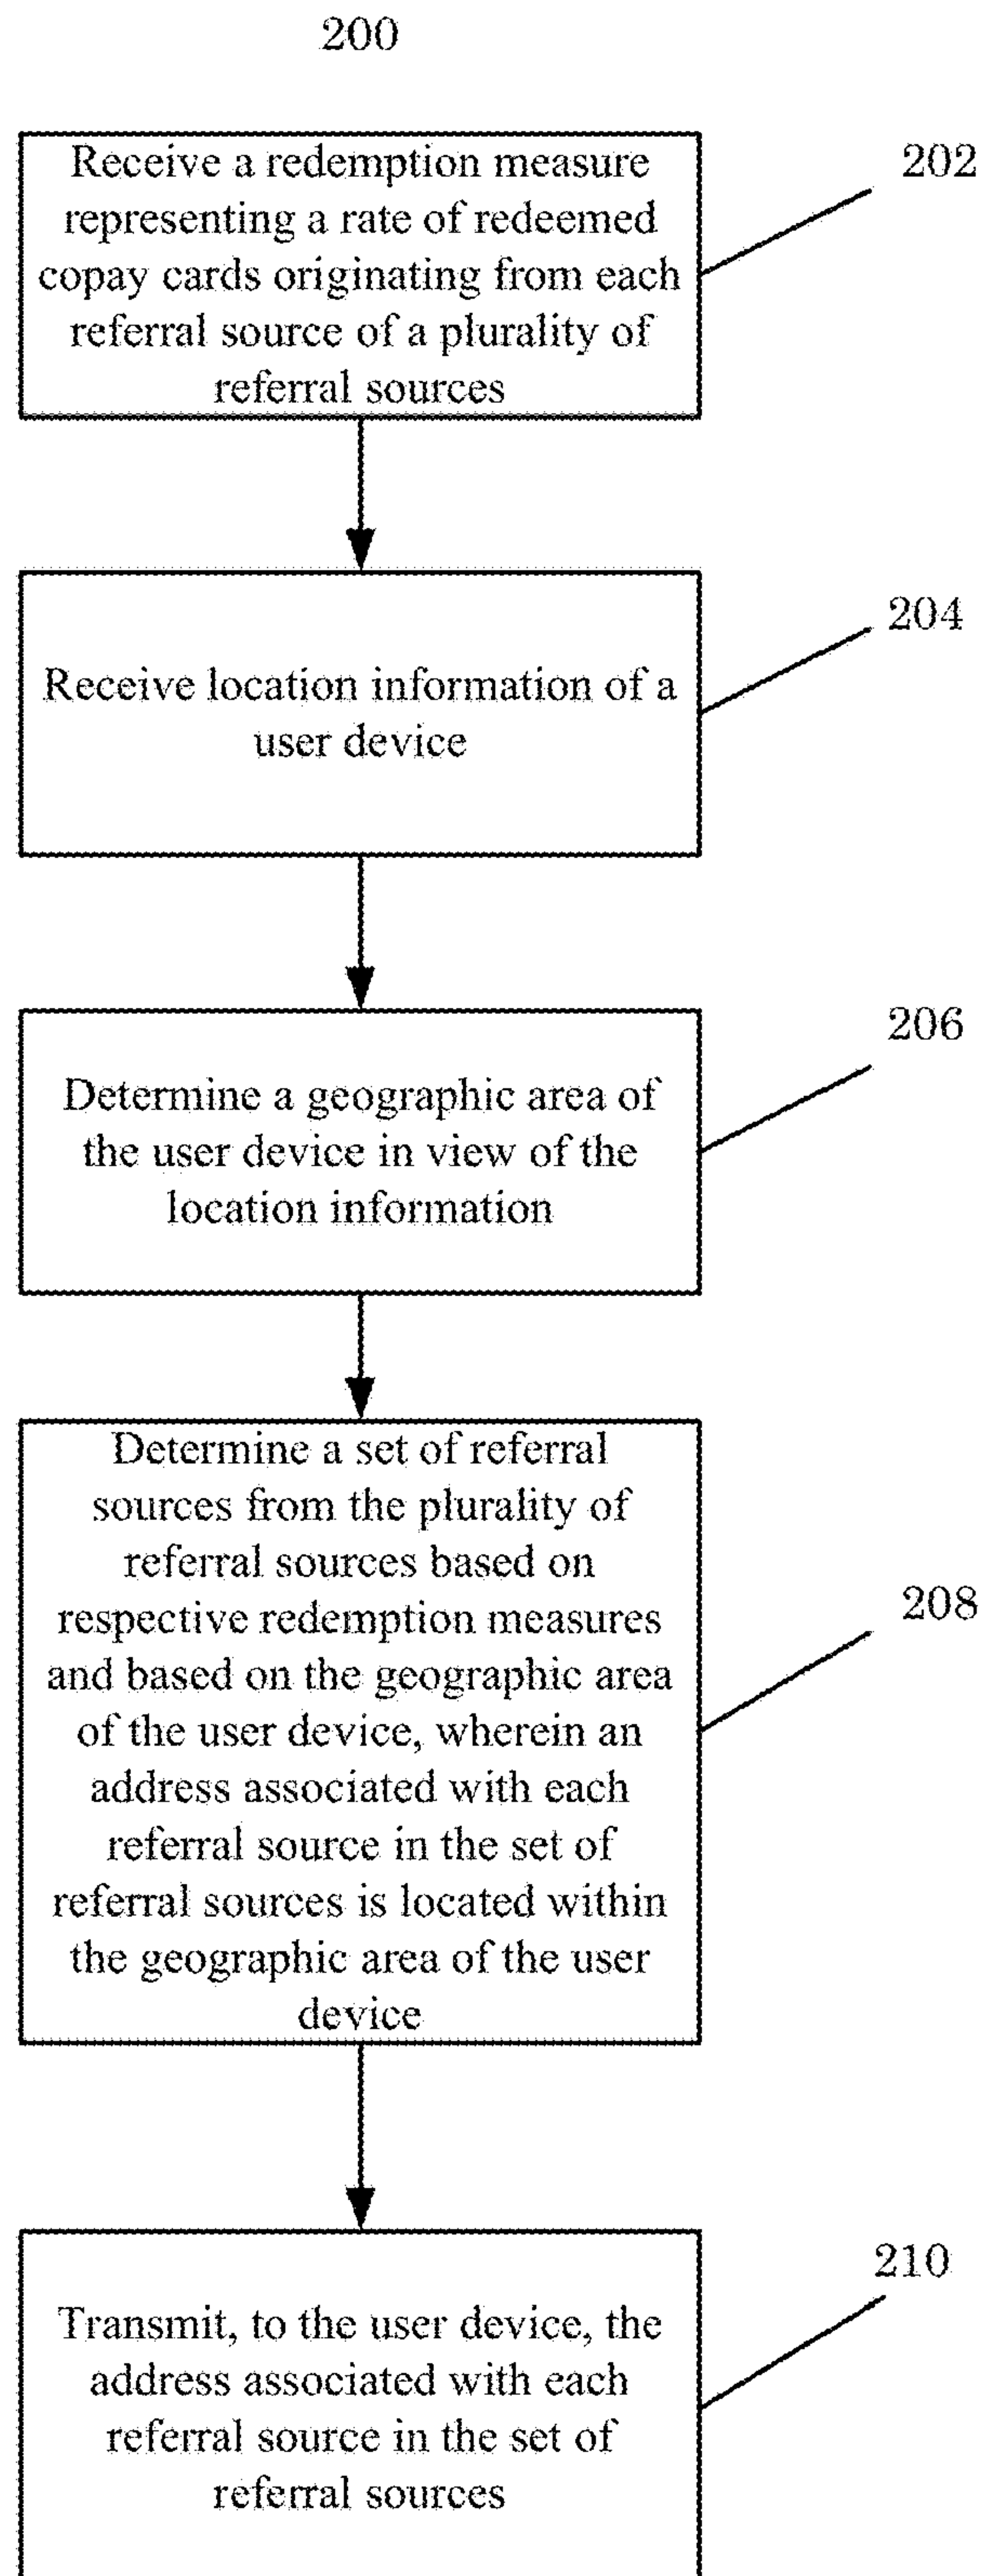 200
Receive a redemption measure
representing a rate of redeemed
copay cards originating from each
referral source of a plurality of
referral sources
202
Receive location information of a
user device
204
Determine a geographic area of
the user device in view of the
location information
206
Determine a set of referral
sources from the plurality of
referral sources based on
respective redemption measures
and based on the geographic area
of the user device, wherein an
address associated with each
referral source in the set of
referral sources is located within
the geographic area of the user
device
208
Transmit, to the user device, the
address associated with each
referral source in the set of
referral sources
210